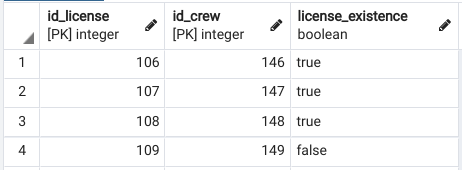 id_license id_crew license_existence
[PK] integer [PK] integer boolean
1 106 146 true
2 107 147 true
3 108 148 true
4 109 149 false